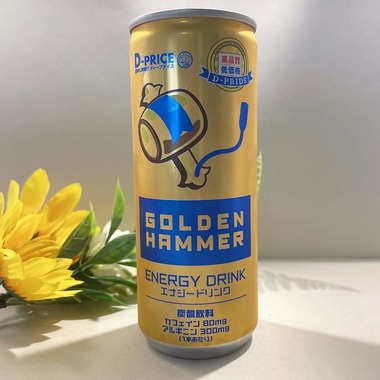 D-PRICE
高品質
低価格
D-PRIDE
GOLDEN
HAMMER
ENERGY DRINK
エナジードリンク
炭酸飲料
カフェイン 80mg
アルギニン 300mg
(1本あたり)